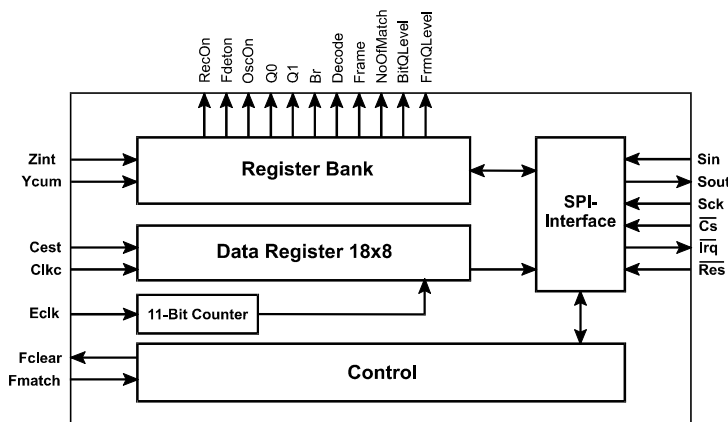 RecOn
Fdeton
OscOn
Q0
Q1
Br
Decode
Frame
NoOfMatch
BitQLevel
FrmQLevel
Zint
Ycum
Register Bank
SPI-
Interface
Sin
Sout
Sck
Cs
Irq
Res
Cest
Clkc
Data Register 18x8
Eclk
11-Bit Counter
Fclear
Fmatch
Control